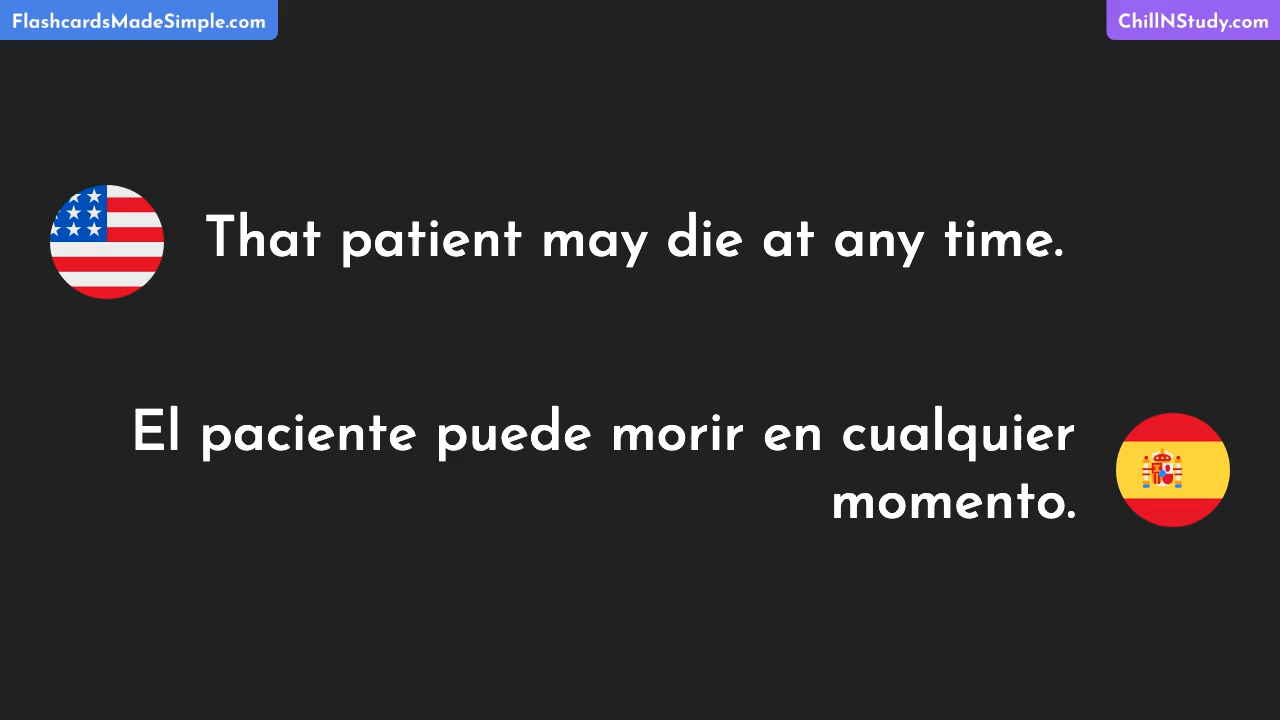 FlashcardsMadeSimple.com
ChillNStudy.com
That patient may die at any time.
El paciente puede morir en cualquier
momento.